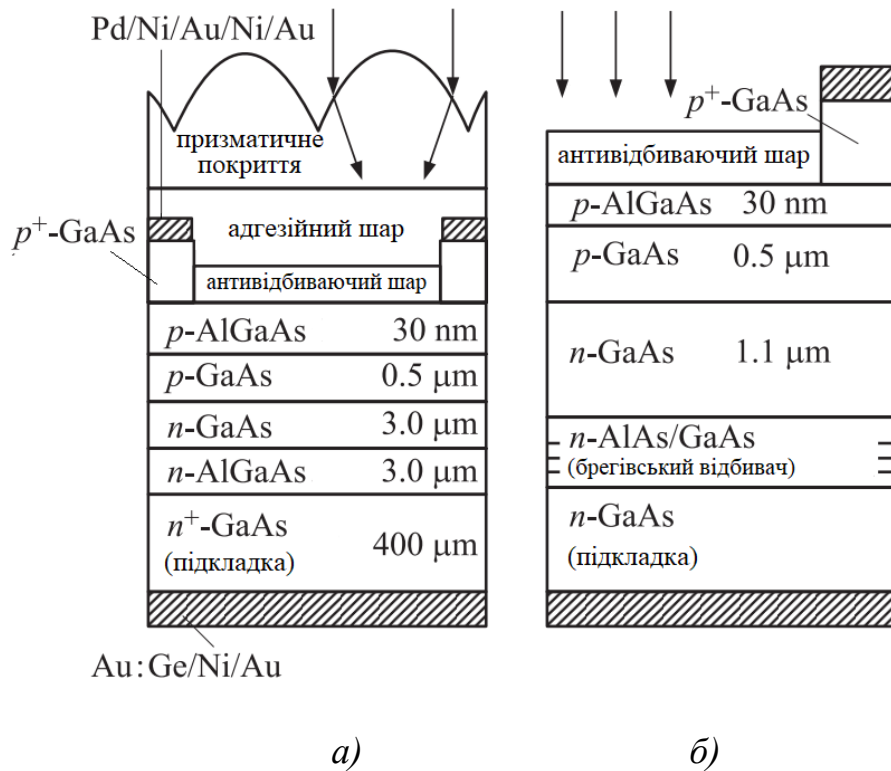 Pd/Ni/Au/Ni/Au
призматичне
покриття
p⁺-GaAs
адгезійний шар
антивідбиваючий шар
p-AlGaAs 30 nm
p-GaAs 0.5 μm
n-GaAs 3.0 μm
n-AlGaAs 3.0 μm
n⁺-GaAs
(підкладка) 400 μm
Au:Ge/Ni/Au
а)
p⁺-GaAs
антивідбиваючий шар
p-AlGaAs 30 nm
p-GaAs 0.5 μm
n-GaAs 1.1 μm
n-AlAs/GaAs
(брегівський відбивач)
n-GaAs
(підкладка)
б)